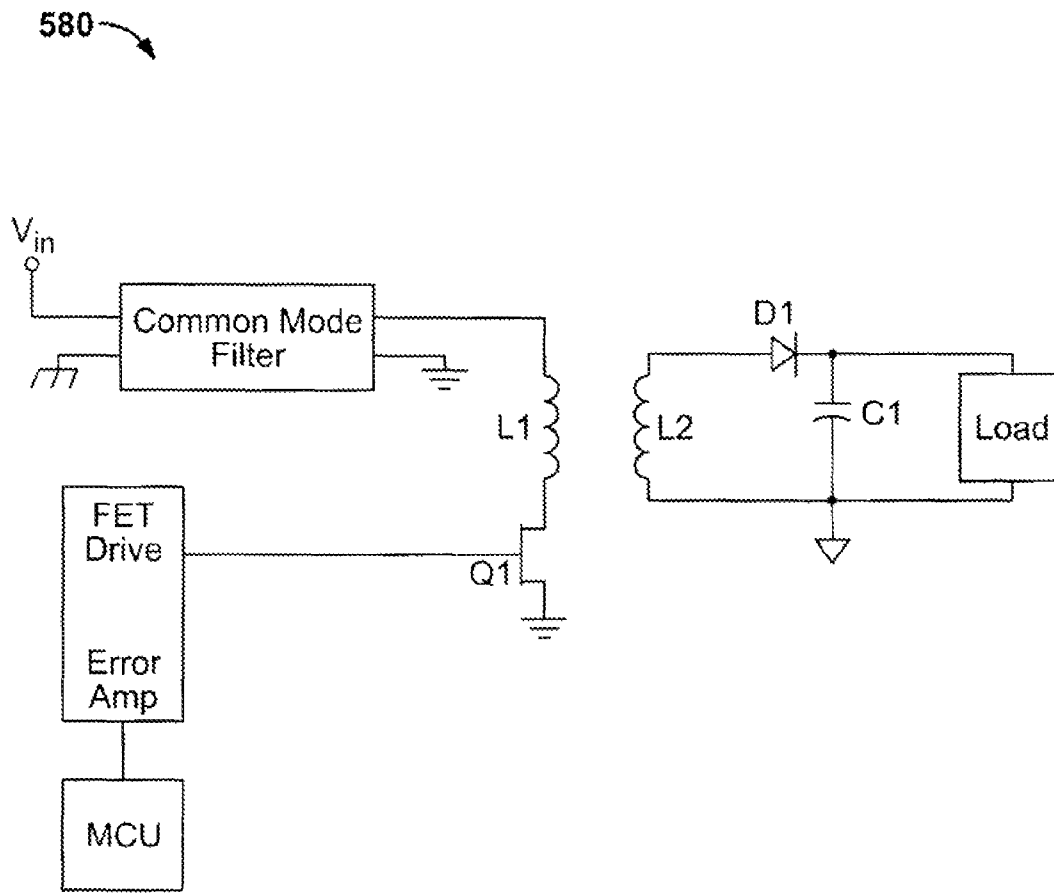 580
Vin
Common Mode
Filter
D1
L1
L2
C1
Load
FET
Drive
Q1
Error
Amp
MCU